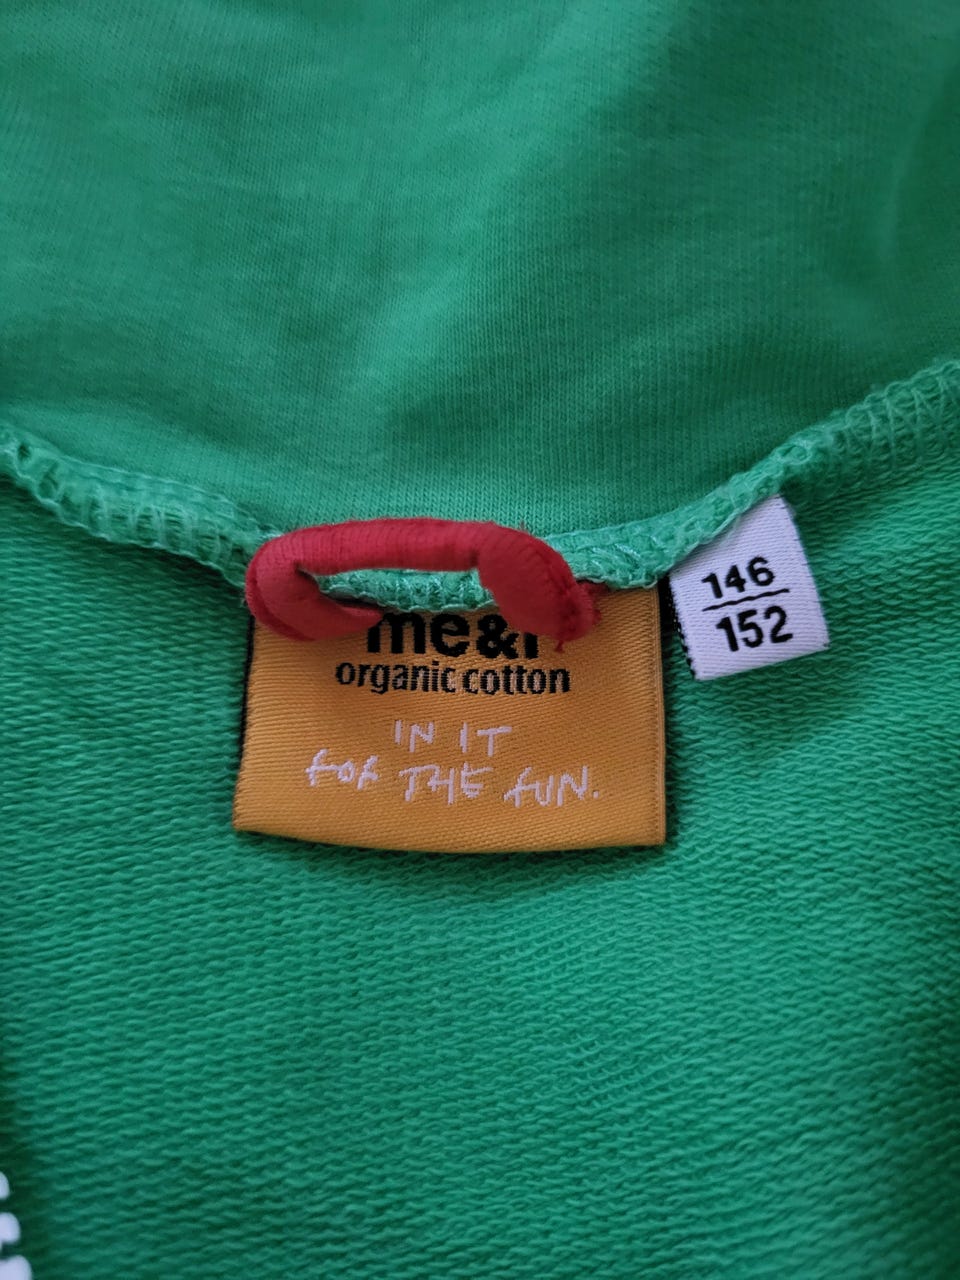 me&i
organic cotton
IN IT
FOR THE FUN.
146
152